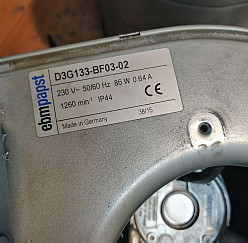 ebmpapst
D3G133-BF03-02
230 V~ 50/60 Hz 86 W 0.64 A
1260 min⁻¹ IP44 CE
Made in Germany 38/15